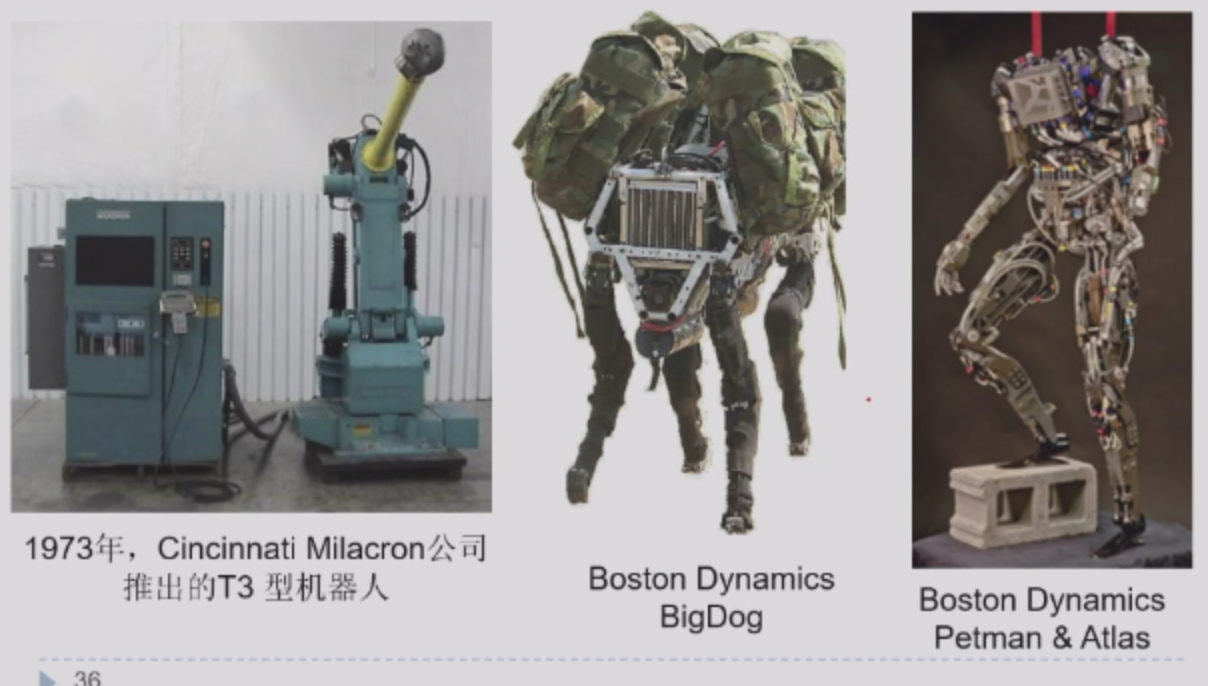 1973年，Cincinnati Milacron公司
推出的T3 型机器人
Boston Dynamics
BigDog
Boston Dynamics
Petman & Atlas
36